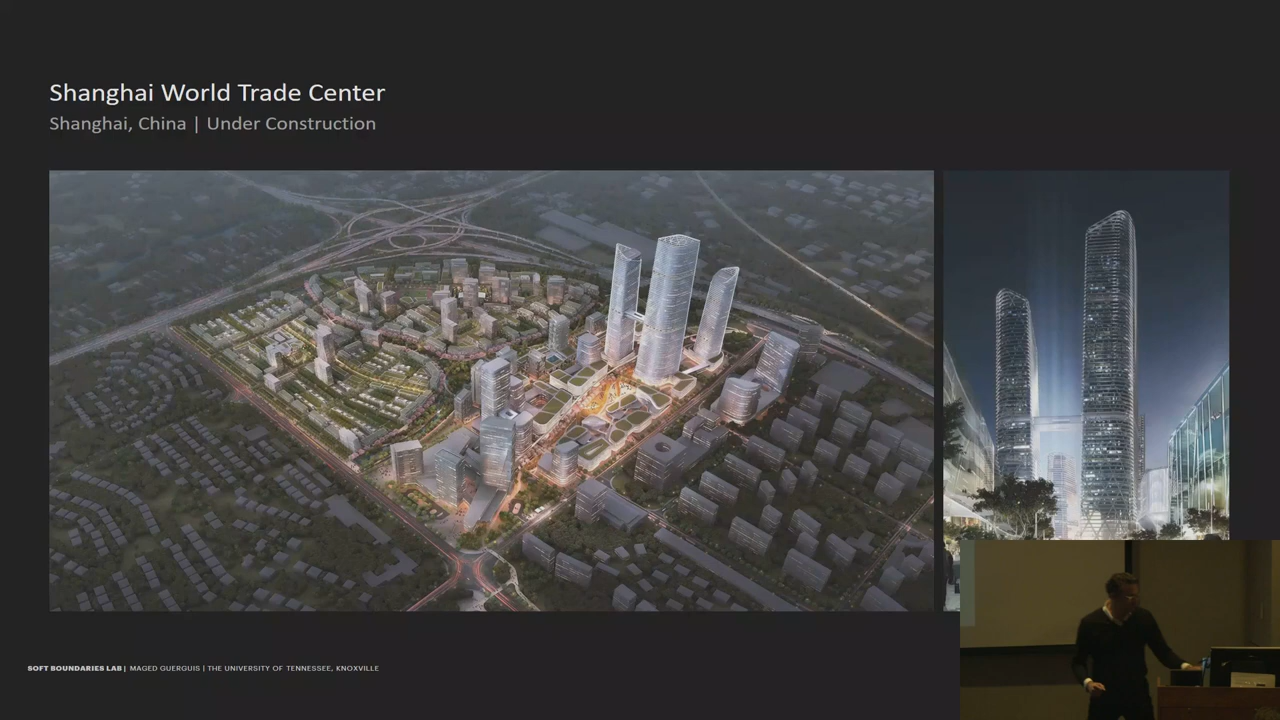 Shanghai World Trade Center
Shanghai, China | Under Construction
SOFT BOUNDARIES LAB | MAGED GUERGUIS | THE UNIVERSITY OF TENNESSEE, KNOXVILLE